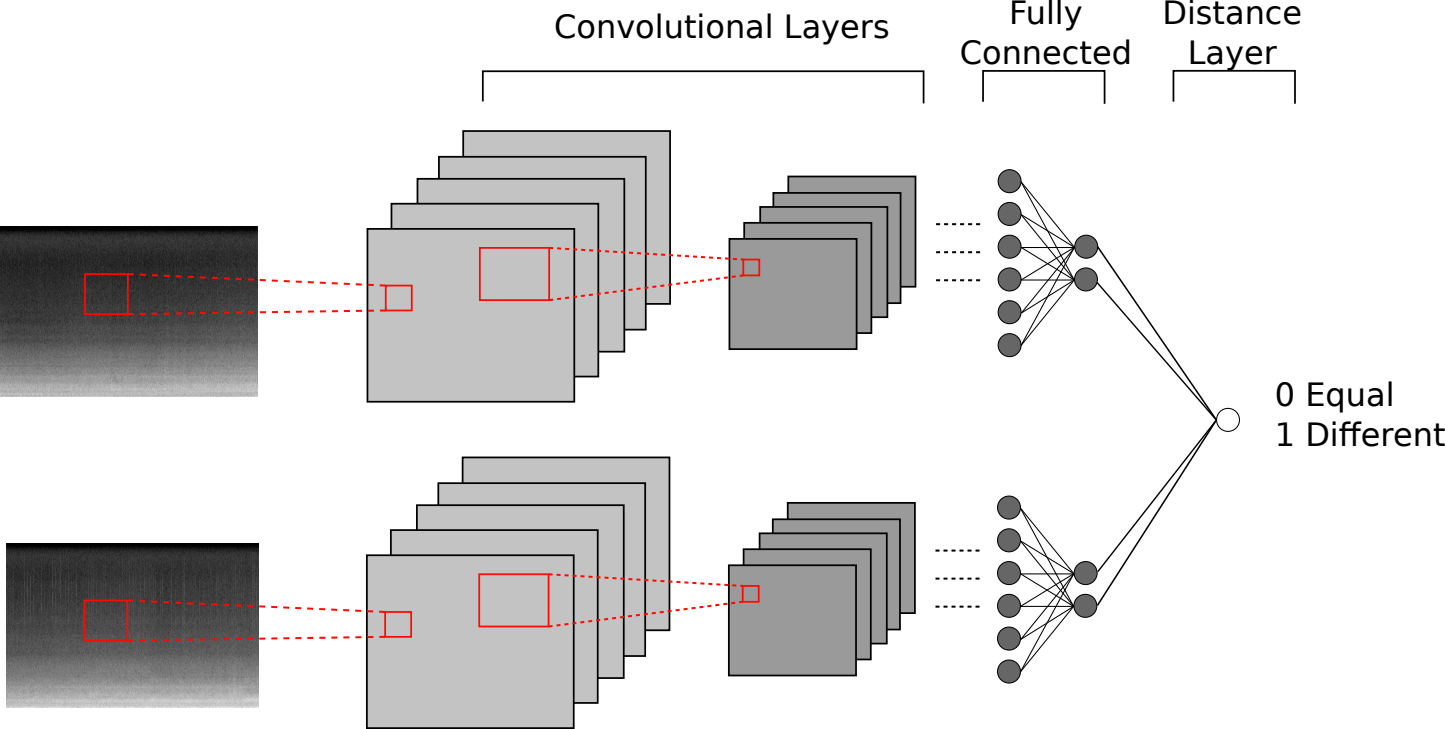 Convolutional Layers
Fully
Connected
Distance
Layer
0 Equal
1 Different